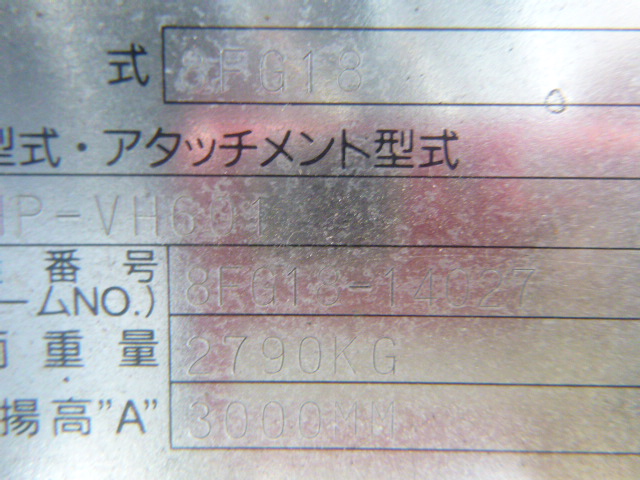 式 8FG18
型式・アタッチメント型式
P-VHG01
番号 8FG18-14027
ームNO.)
重量 2790KG
揚高"A" 3000MM